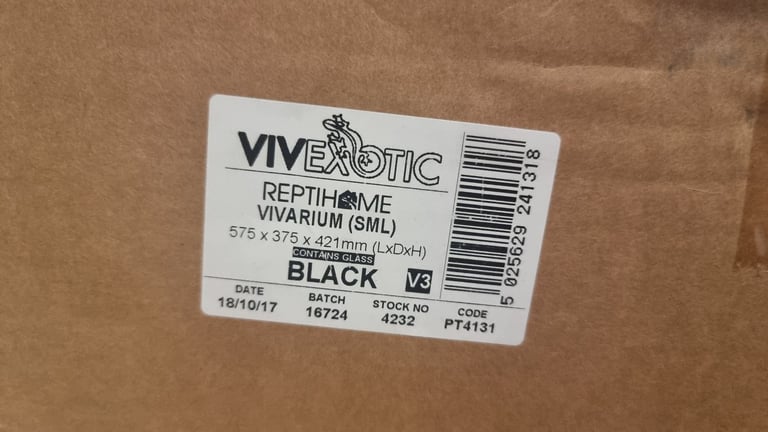 VIVEXOTIC
REPTIHOME
VIVARIUM (SML)
575 x 375 x 421mm (LxDxH)
CONTAINS GLASS
BLACK V3
DATE BATCH STOCK NO CODE
18/10/17 16724 4232 PT4131
5 025629 241318